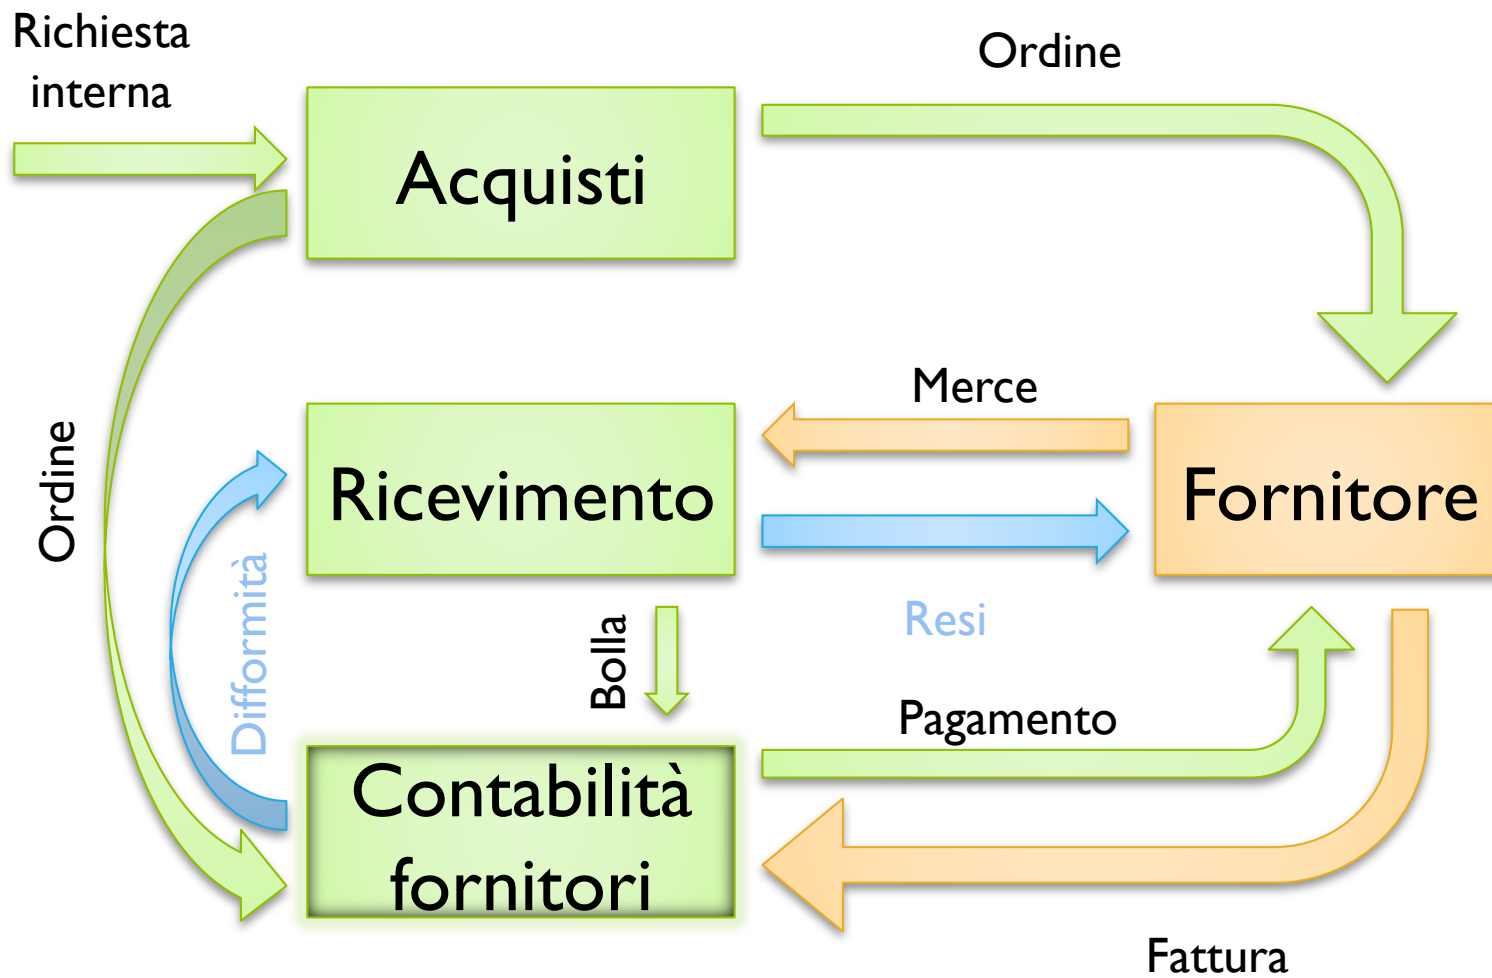 Richiesta
interna
Ordine
Acquisti
Merce
Ordine
Ricevimento
Fornitore
Difformità
Resi
Bolla
Pagamento
Contabilità
fornitori
Fattura